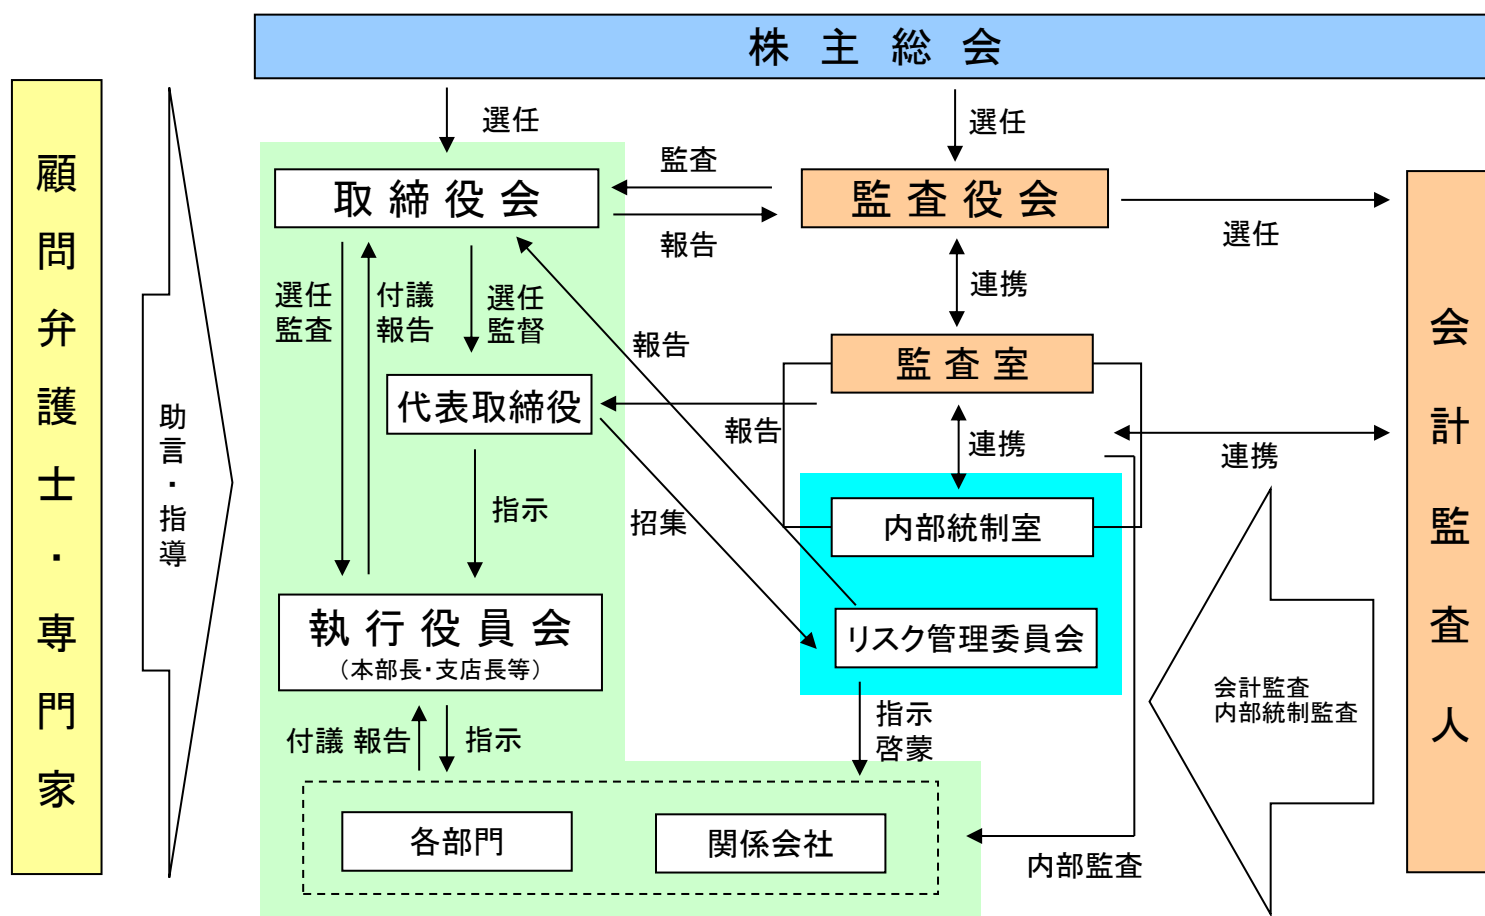 株主総会
選任
選任
顧問弁護士・専門家
助言・指導
取締役会
監査
報告
監査役会
選任
会計監査人
選任
監査
付議
報告
選任
監督
報告
連携
監査室
代表取締役
報告
連携
連携
指示
招集
内部統制室
執行役員会
(本部長・支店長等)
リスク管理委員会
会計監査
内部統制監査
付議 報告
指示
指示
啓蒙
各部門
関係会社
内部監査